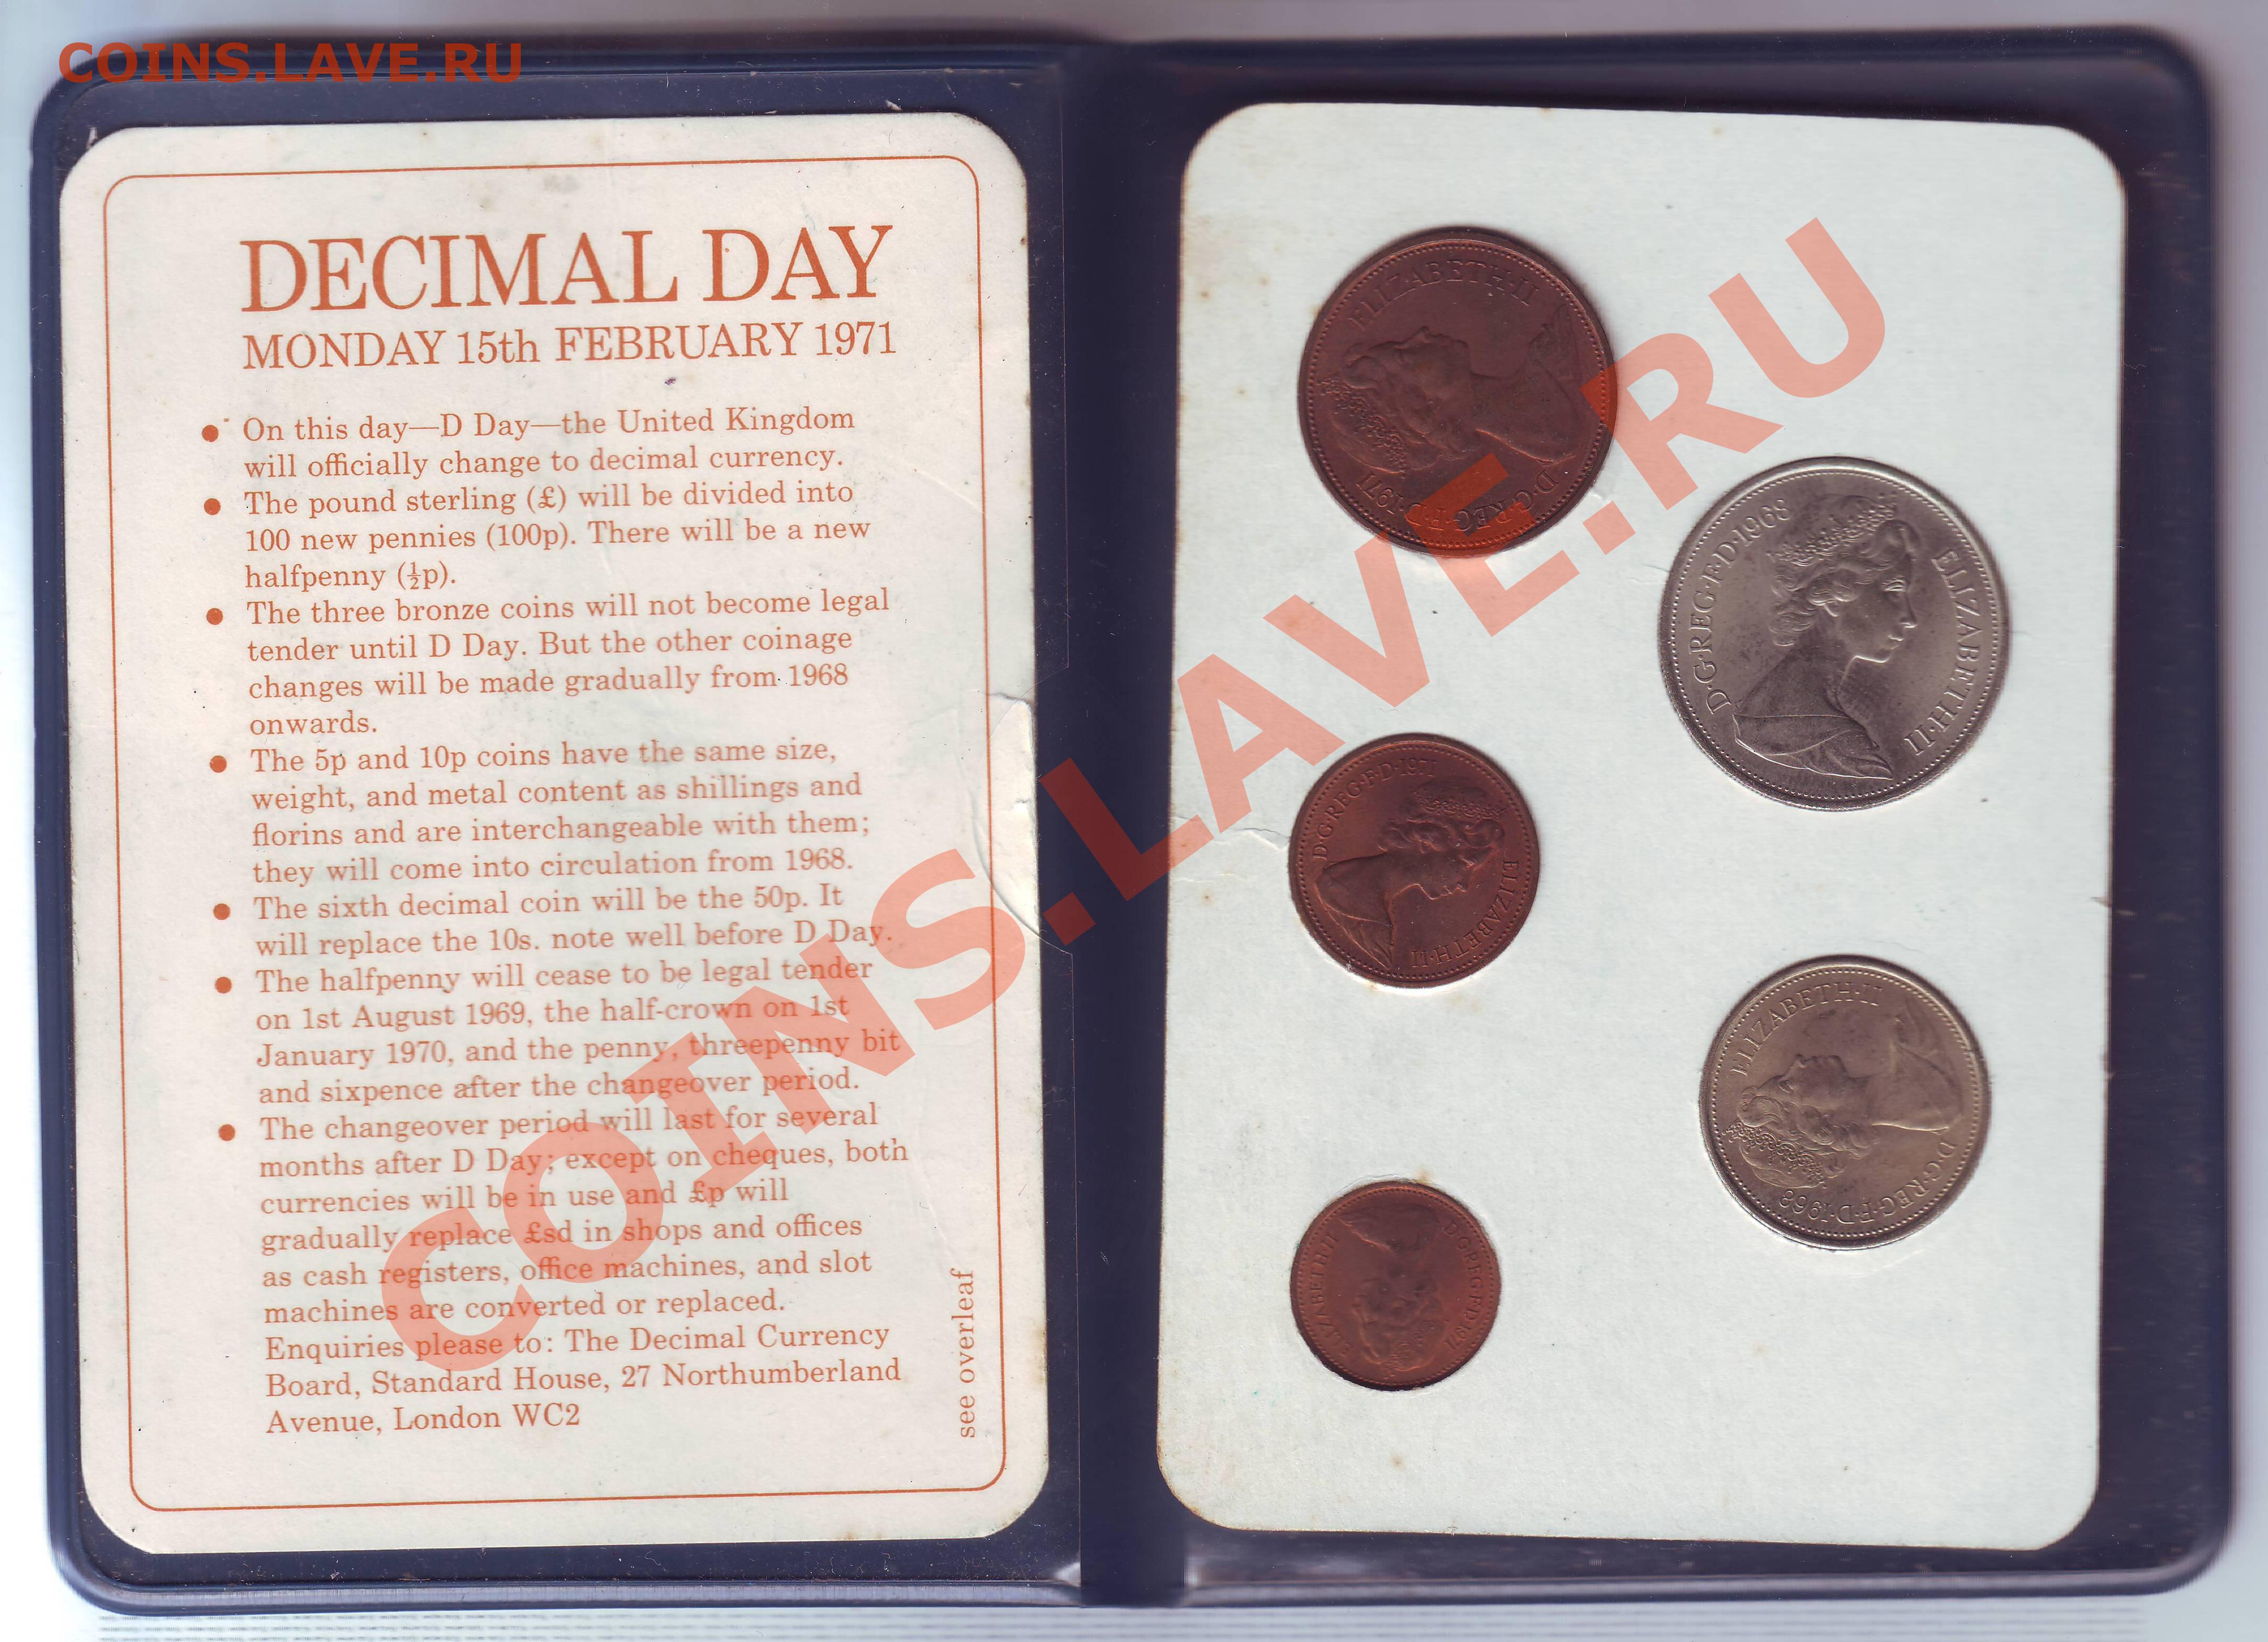 COINS.LAVE.RU
DECIMAL DAY
MONDAY 15th FEBRUARY 1971
• On this day—D Day—the United Kingdom
will officially change to decimal currency.
• The pound sterling (£) will be divided into
100 new pennies (100p). There will be a new
halfpenny (½p).
• The three bronze coins will not become legal
tender until D Day. But the other coinage
changes will be made gradually from 1968
onwards.
• The 5p and 10p coins have the same size,
weight, and metal content as shillings and
florins and are interchangeable with them;
they will come into circulation from 1968.
• The sixth decimal coin will be the 50p. It
will replace the 10s. note well before D Day.
• The halfpenny will cease to be legal tender
on 1st August 1969, the half-crown on 1st
January 1970, and the penny, threepenny bit
and sixpence after the changeover period.
• The changeover period will last for several
months after D Day; except on cheques, both
currencies will be in use and £p will
gradually replace £sd in shops and offices
as cash registers, office machines, and slot
machines are converted or replaced.
Enquiries please to: The Decimal Currency
Board, Standard House, 27 Northumberland
Avenue, London WC2
see overleaf
ELIZABETH·II
D·G·REG·F·D·1971
D·G·REG·F·D·1968
ELIZABETH·II
D·G·REG·F·D·1971
ELIZABETH·II
ELIZABETH·II
D·G·REG·F·D·1968
ELIZABETH·II
D·G·REG·F·D·1971
COINS.LAVE.RU